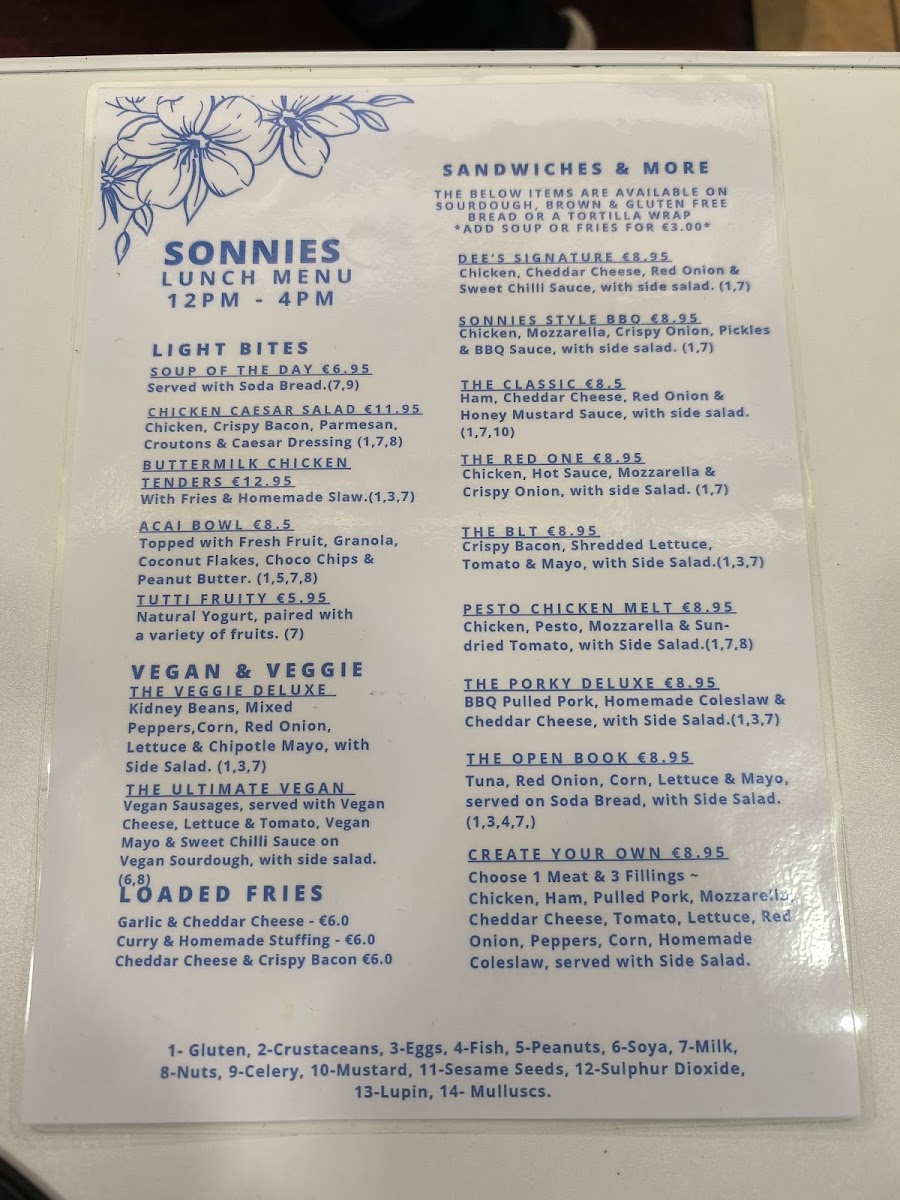 SONNIES
LUNCH MENU
12PM - 4PM
LIGHT BITES
SOUP OF THE DAY €6.95
Served with Soda Bread.(7,9)
CHICKEN CAESAR SALAD €11.95
Chicken, Crispy Bacon, Parmesan,
Croutons & Caesar Dressing (1,7,8)
BUTTERMILK CHICKEN
TENDERS €12.95
With Fries & Homemade Slaw.(1,3,7)
ACAI BOWL €8.5
Topped with Fresh Fruit, Granola,
Coconut Flakes, Choco Chips &
Peanut Butter. (1,5,7,8)
TUTTI FRUITY €5.95
Natural Yogurt, paired with
a variety of fruits. (7)
VEGAN & VEGGIE
THE VEGGIE DELUXE
Kidney Beans, Mixed
Peppers,Corn, Red Onion,
Lettuce & Chipotle Mayo, with
Side Salad. (1,3,7)
THE ULTIMATE VEGAN
Vegan Sausages, served with Vegan
Cheese, Lettuce & Tomato, Vegan
Mayo & Sweet Chilli Sauce on
Vegan Sourdough, with side salad.
(6,8)
LOADED FRIES
Garlic & Cheddar Cheese - €6.0
Curry & Homemade Stuffing - €6.0
Cheddar Cheese & Crispy Bacon €6.0
SANDWICHES & MORE
THE BELOW ITEMS ARE AVAILABLE ON
SOURDOUGH, BROWN & GLUTEN FREE
BREAD OR A TORTILLA WRAP
*ADD SOUP OR FRIES FOR €3.00*
DEE'S SIGNATURE €8.95
Chicken, Cheddar Cheese, Red Onion &
Sweet Chilli Sauce, with side salad. (1,7)
SONNIES STYLE BBQ €8.95
Chicken, Mozzarella, Crispy Onion, Pickles
& BBQ Sauce, with side salad. (1,7)
THE CLASSIC €8.5
Ham, Cheddar Cheese, Red Onion &
Honey Mustard Sauce, with side salad.
(1,7,10)
THE RED ONE €8.95
Chicken, Hot Sauce, Mozzarella &
Crispy Onion, with side Salad. (1,7)
THE BLT €8.95
Crispy Bacon, Shredded Lettuce,
Tomato & Mayo, with Side Salad.(1,3,7)
PESTO CHICKEN MELT €8.95
Chicken, Pesto, Mozzarella & Sun-
dried Tomato, with Side Salad.(1,7,8)
THE PORKY DELUXE €8.95
BBQ Pulled Pork, Homemade Coleslaw &
Cheddar Cheese, with Side Salad.(1,3,7)
THE OPEN BOOK €8.95
Tuna, Red Onion, Corn, Lettuce & Mayo,
served on Soda Bread, with Side Salad.
(1,3,4,7,)
CREATE YOUR OWN €8.95
Choose 1 Meat & 3 Fillings ~
Chicken, Ham, Pulled Pork, Mozzarella,
Cheddar Cheese, Tomato, Lettuce, Red
Onion, Peppers, Corn, Homemade
Coleslaw, served with Side Salad.
1- Gluten, 2-Crustaceans, 3-Eggs, 4-Fish, 5-Peanuts, 6-Soya, 7-Milk,
8-Nuts, 9-Celery, 10-Mustard, 11-Sesame Seeds, 12-Sulphur Dioxide,
13-Lupin, 14- Mulluscs.